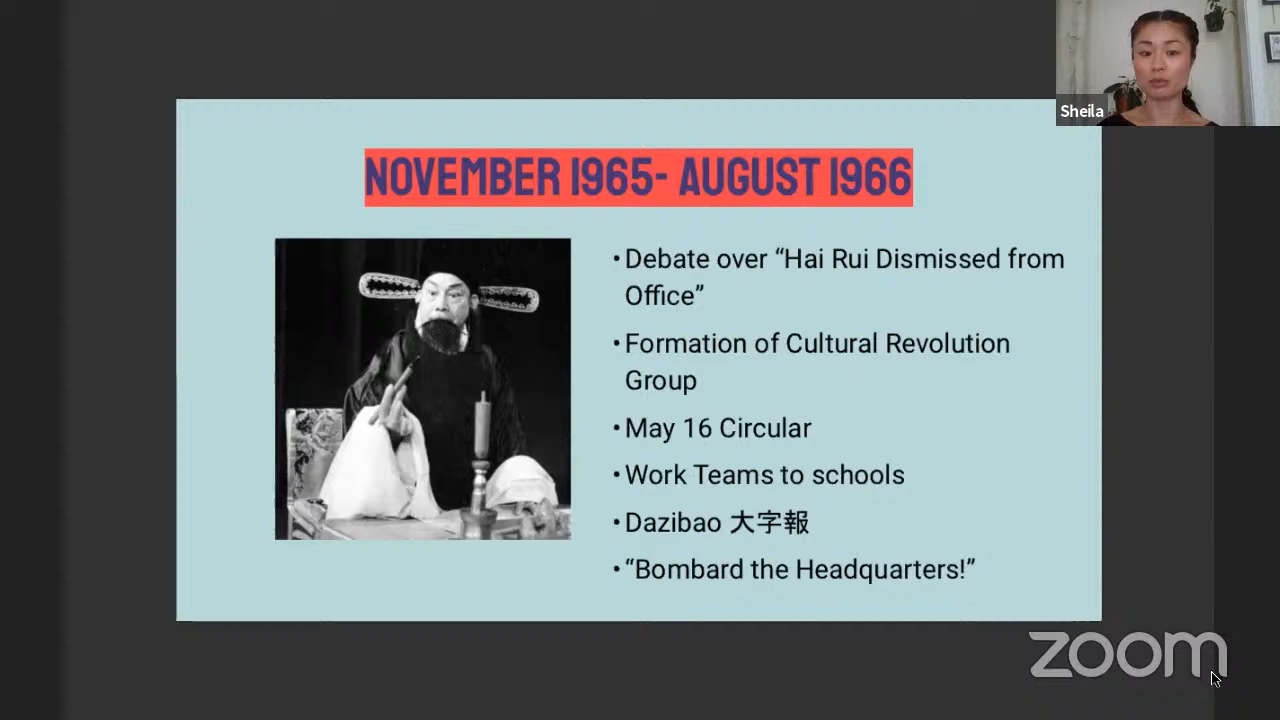 Sheila
NOVEMBER 1965- AUGUST 1966
•Debate over “Hai Rui Dismissed from
Office”
•Formation of Cultural Revolution
Group
•May 16 Circular
•Work Teams to schools
•Dazibao 大字報
•“Bombard the Headquarters!”
zoom